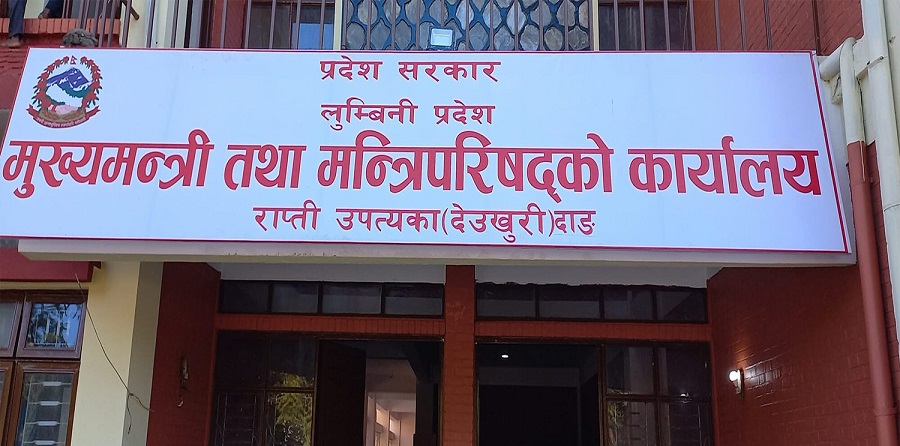 प्रदेश सरकार
लुम्बिनी प्रदेश
मुख्यमन्त्री तथा मन्त्रिपरिषद्को कार्यालय
राप्ती उपत्यका(देउखुरी)दाङ